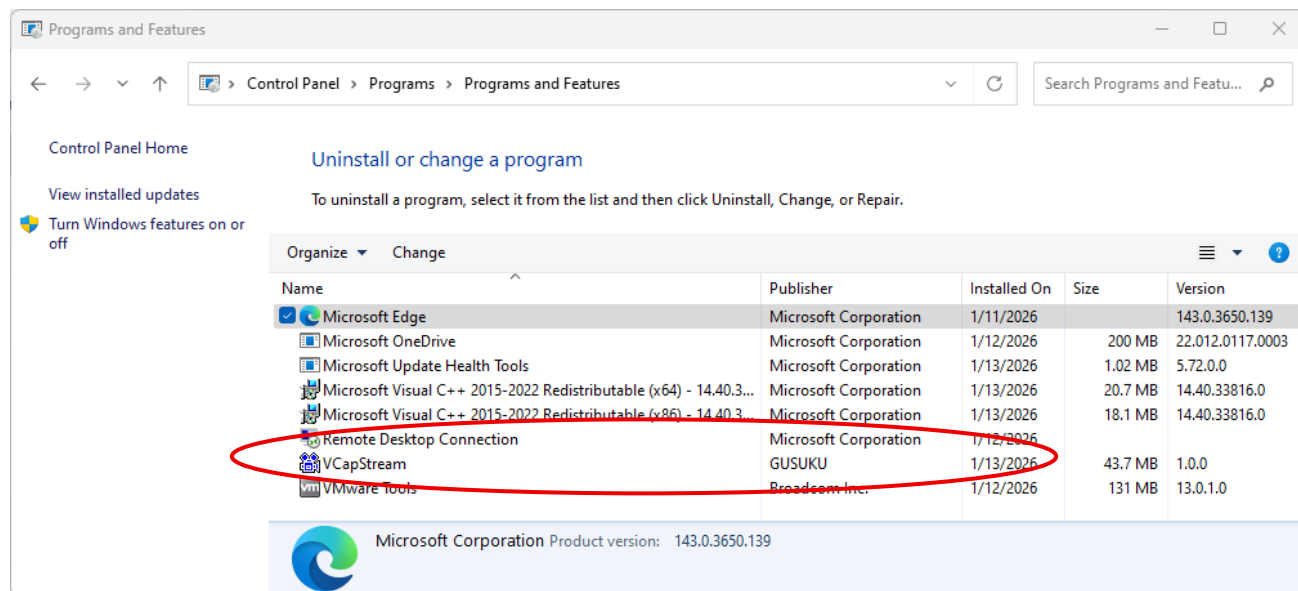 Programs and Features
Control Panel > Programs > Programs and Features
Search Programs and Featu...
Control Panel Home
View installed updates
Turn Windows features on or
off
Uninstall or change a program
To uninstall a program, select it from the list and then click Uninstall, Change, or Repair.
Organize Change
Name Publisher Installed On Size Version
Microsoft Edge Microsoft Corporation 1/11/2026 143.0.3650.139
Microsoft OneDrive Microsoft Corporation 1/12/2026 200 MB 22.012.0117.0003
Microsoft Update Health Tools Microsoft Corporation 1/13/2026 1.02 MB 5.72.0.0
Microsoft Visual C++ 2015-2022 Redistributable (x64) - 14.40.3... Microsoft Corporation 1/13/2026 20.7 MB 14.40.33816.0
Microsoft Visual C++ 2015-2022 Redistributable (x86) - 14.40.3... Microsoft Corporation 1/13/2026 18.1 MB 14.40.33816.0
Remote Desktop Connection Microsoft Corporation 1/12/2026
VCapStream GUSUKU 1/13/2026 43.7 MB 1.0.0
vm VMware Tools Broadcom Inc. 1/12/2026 131 MB 13.0.1.0
Microsoft Corporation Product version: 143.0.3650.139